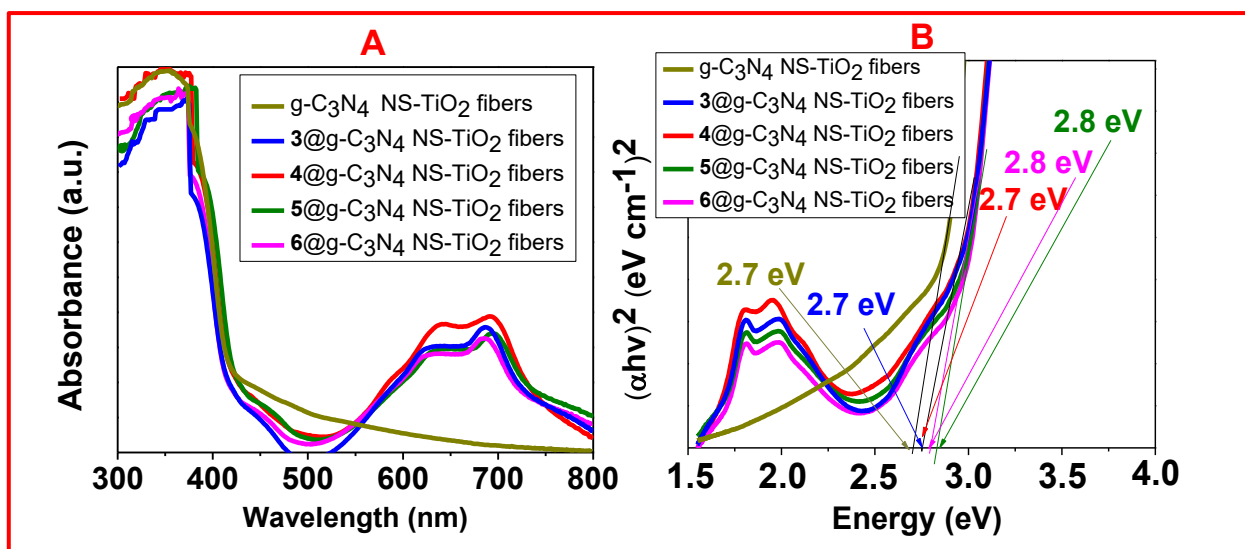 A
g-C₃N₄ NS-TiO₂ fibers
3@g-C₃N₄ NS-TiO₂ fibers
4@g-C₃N₄ NS-TiO₂ fibers
5@g-C₃N₄ NS-TiO₂ fibers
6@g-C₃N₄ NS-TiO₂ fibers
Absorbance (a.u.)
300 400 500 600 700 800
Wavelength (nm)
B
g-C₃N₄ NS-TiO₂ fibers
3@g-C₃N₄ NS-TiO₂ fibers
4@g-C₃N₄ NS-TiO₂ fibers
5@g-C₃N₄ NS-TiO₂ fibers
6@g-C₃N₄ NS-TiO₂ fibers
2.8 eV
2.8 eV
2.7 eV
2.7 eV
2.7 eV
(αhν)² (eV cm⁻¹)²
1.5 2.0 2.5 3.0 3.5 4.0
Energy (eV)